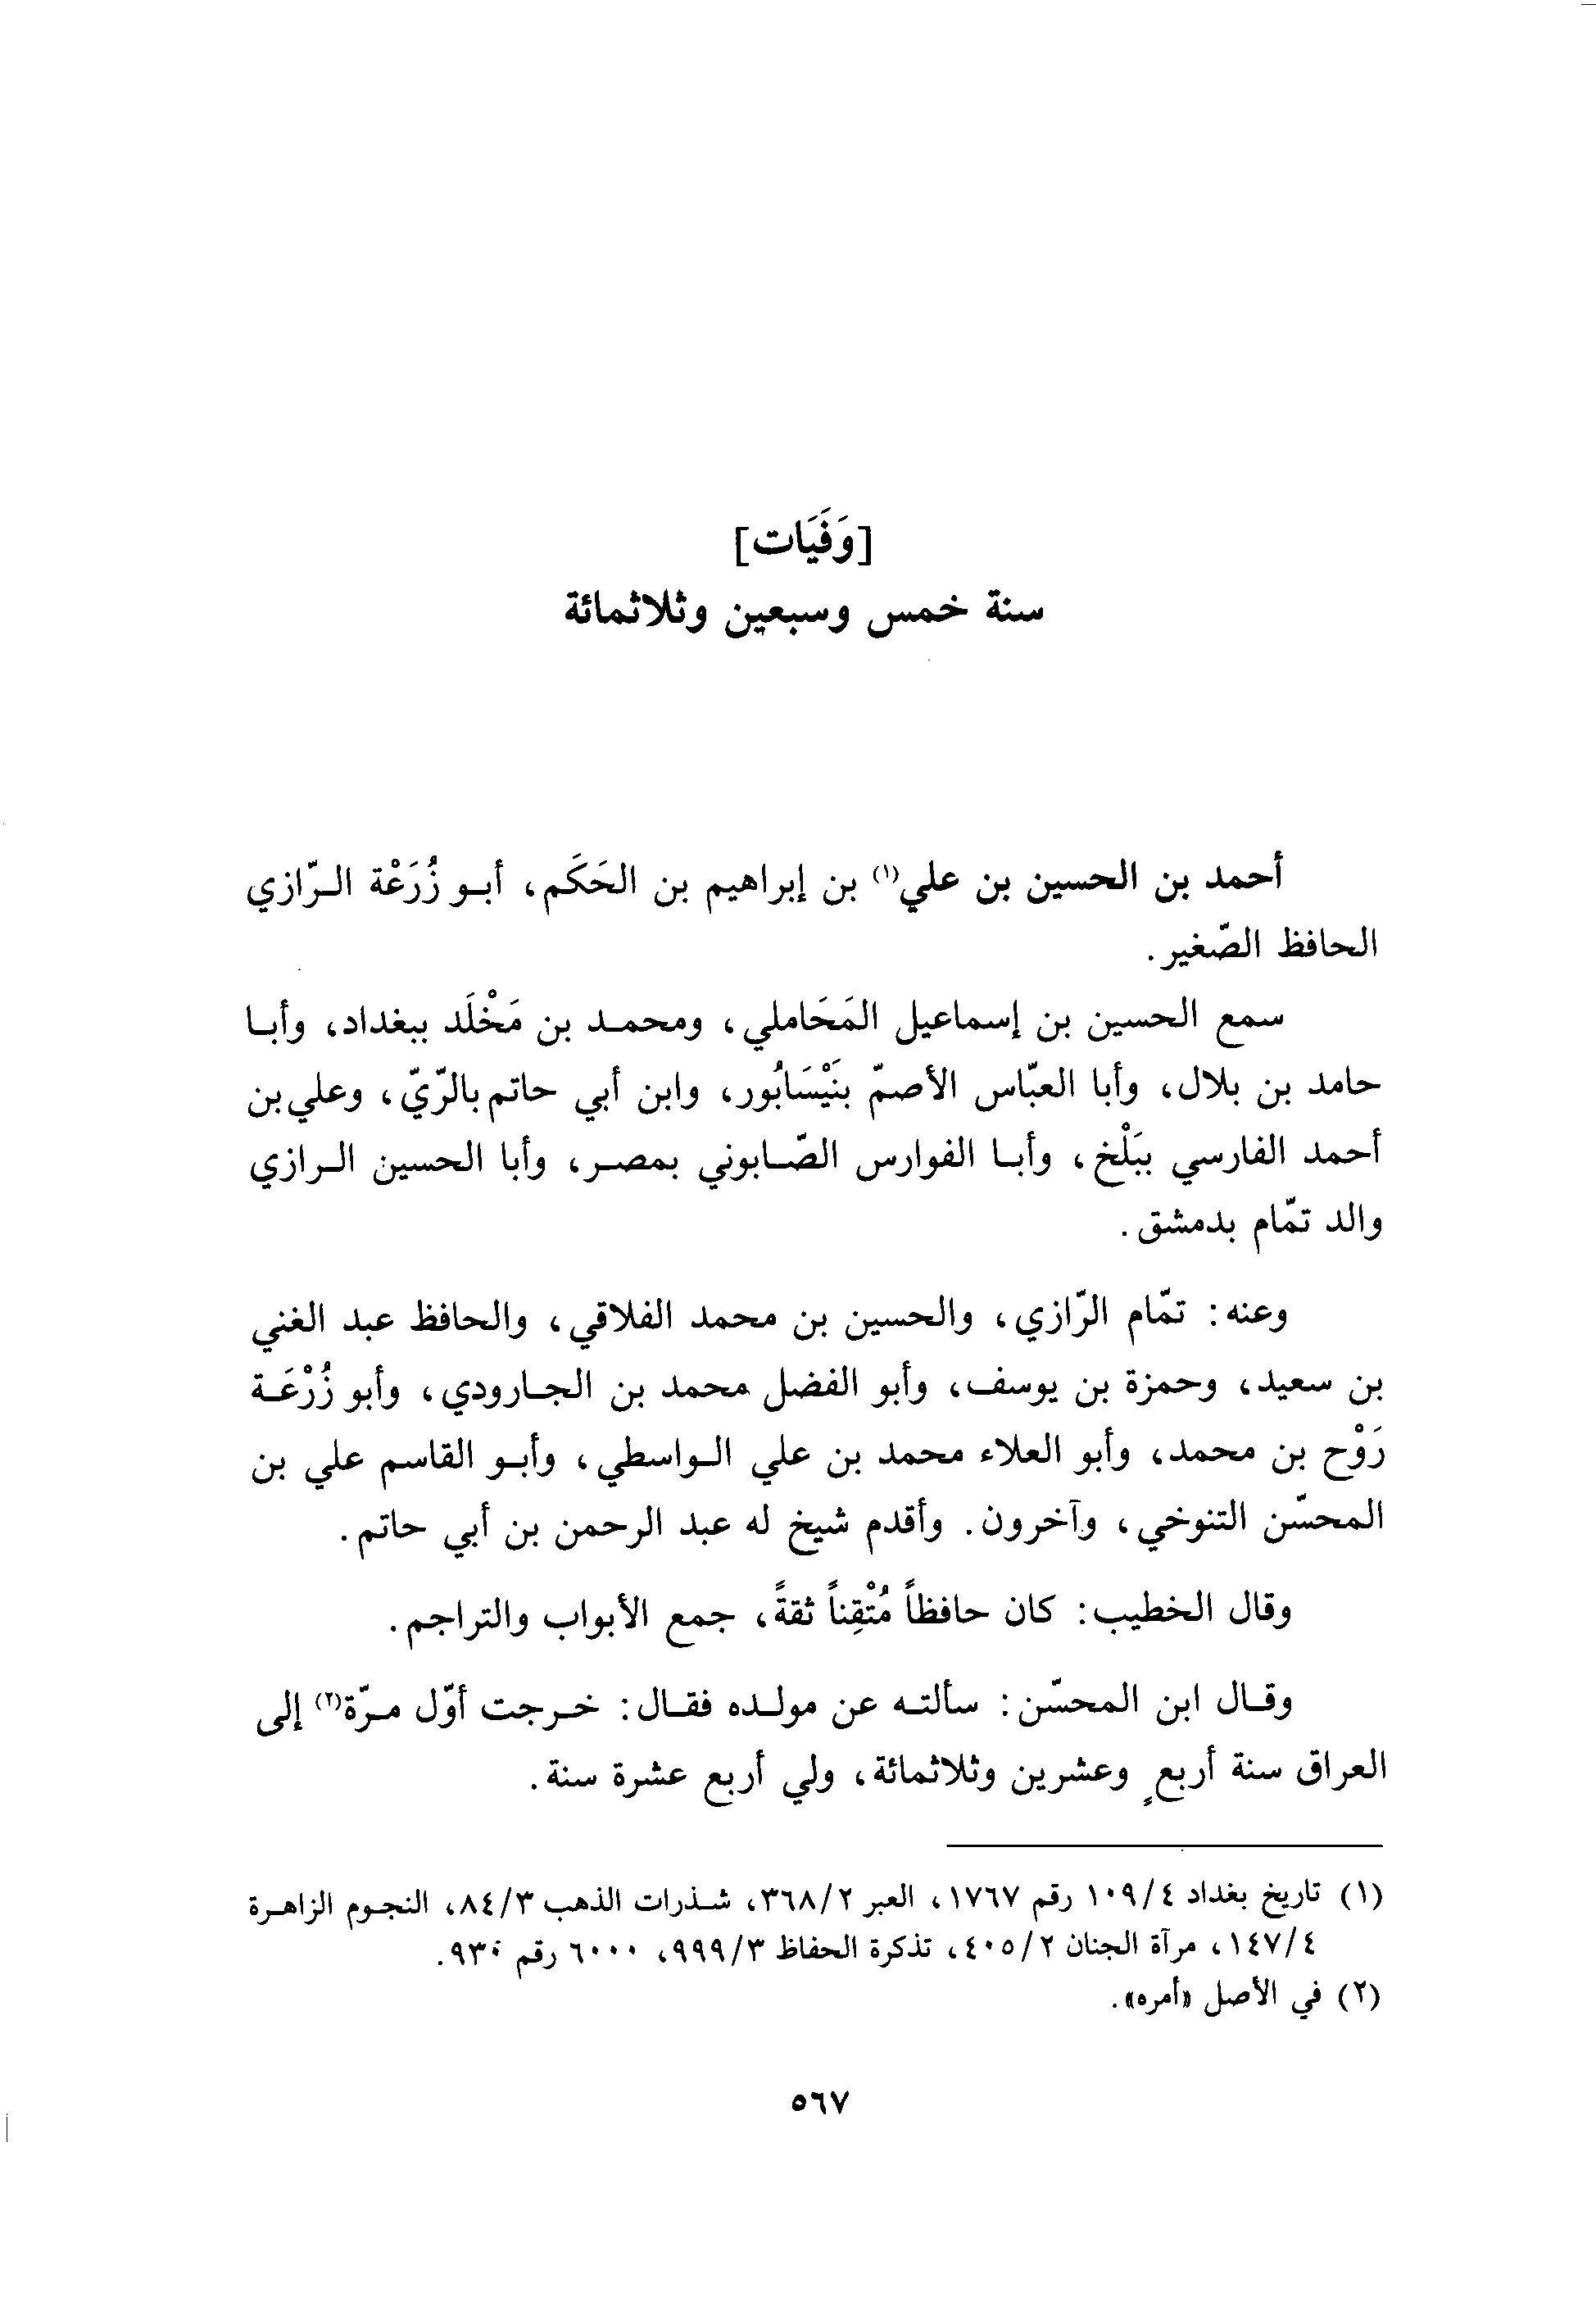 [وَفَيَات]
سنة خمس وسبعين وثلاثمائة
أحمد بن الحسين بن علي(١) بن إبراهيم بن الحَكَم، أبو زُرَعْة الرّازي
الحافظ الصّغير.
سمع الحسين بن إسماعيل المَحَاملي، ومحمد بن مَخْلَد ببغداد، وأبا
حامد بن بلال، وأبا العبّاس الأصمّ بنَيْسَابُور، وابن أبي حاتم بالرّيّ، وعلي بن
أحمد الفارسي ببَلْخ، وأبا الفوارس الصّابوني بمصر، وأبا الحسين الرازي
والد تمّام بدمشق.
وعنه: تمّام الرّازي، والحسين بن محمد الفلاقي، والحافظ عبد الغني
بن سعيد، وحمزة بن يوسف، وأبو الفضل محمد بن الجارودي، وأبو زُرْعَة
رَوْح بن محمد، وأبو العلاء محمد بن علي الواسطي، وأبو القاسم علي بن
المحسّن التنوخي، وآخرون. وأقدم شيخ له عبد الرحمن بن أبي حاتم.
وقال الخطيب: كان حافظاً مُتْقِناً ثقةً، جمع الأبواب والتراجم.
وقال ابن المحسّن: سألته عن مولده فقال: خرجت أوّل مرّة(٢) إلى
العراق سنة أربعٍ وعشرين وثلاثمائة، ولي أربع عشرة سنة.
(١) تاريخ بغداد ١٠٩/٤ رقم ١٧٦٧، العبر ٣٦٨/٢، شذرات الذهب ٨٤/٣، النجوم الزاهرة
١٤٧/٤، مرآة الجنان ٤٠٥/٢، تذكرة الحفاظ ٩٩٩/٣، ٦٠٠٠ رقم ٩٣٠.
(٢) في الأصل «أمره».
٥٦٧